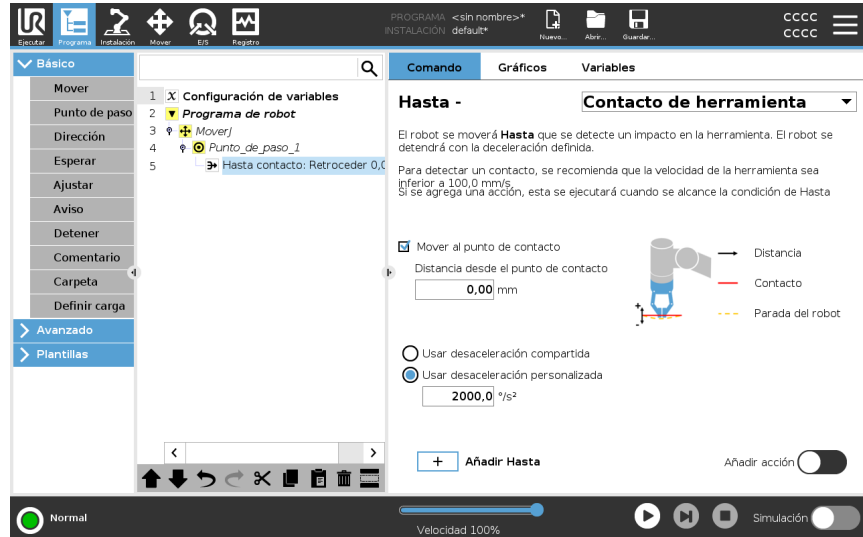 UR
PROGRAMA <sin nombre>*
INSTALACIÓN default*
cccc
cccc
Ejecutar Programa Instalación Mover E/S Registro Nuevo... Abrir... Guardar...
Básico
Mover
Punto de paso
Dirección
Esperar
Ajustar
Aviso
Detener
Comentario
Carpeta
Definir carga
Avanzado
Plantillas
1 X Configuración de variables
2 Programa de robot
3 MoverJ
4 Punto_de_paso_1
5 Hasta contacto: Retroceder 0,0
Comando Gráficos Variables
Hasta - Contacto de herramienta
El robot se moverá Hasta que se detecte un impacto en la herramienta. El robot se
detendrá con la deceleración definida.
Para detectar un contacto, se recomienda que la velocidad de la herramienta sea
inferior a 100,0 mm/s.
Si se agrega una acción, esta se ejecutará cuando se alcance la condición de Hasta
Mover al punto de contacto
Distancia desde el punto de contacto
0,00 mm
+
-
Distancia
Contacto
Parada del robot
Usar desaceleración compartida
Usar desaceleración personalizada
2000,0 °/s²
+ Añadir Hasta
Añadir acción
Normal
Velocidad 100%
Simulación